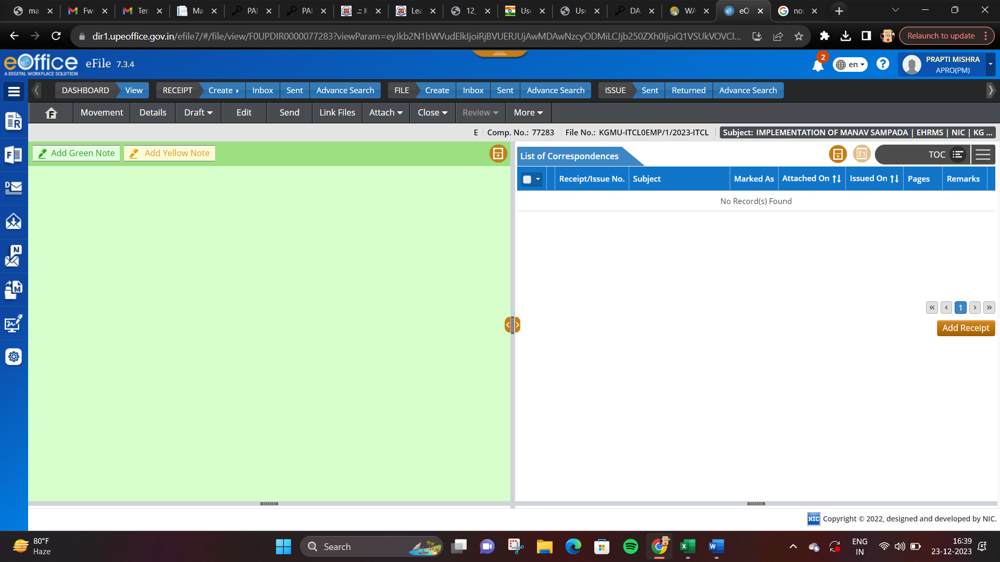 ma
Fw
Ten
Ma
PAI
PAI
.:: K
Lea
12_
Use
Use
DA
WA
eO
no
dir1.upeoffice.gov.in/efile7/#/file/view/F0UPDIR0000077283?viewParam=eyJkb2N1bWVudElkIjoiRjBVUERJUjAwMDAwNzcyODMiLCJjb250ZXh0IjoiQ1VSUkVOVCI...
Relaunch to update
eOffice
A DIGITAL WORKPLACE SOLUTION
eFile 7.3.4
2
en
?
PRAPTI MISHRA
APRO(PM)
DASHBOARD View RECEIPT Create Inbox Sent Advance Search FILE Create Inbox Sent Advance Search ISSUE Sent Returned Advance Search
F Movement Details Draft Edit Send Link Files Attach Close Review More
E Comp. No.: 77283 File No.: KGMU-ITCL0EMP/1/2023-ITCL Subject: IMPLEMENTATION OF MANAV SAMPADA | EHRMS | NIC | KG ...
R
F
D
N
M
Add Green Note Add Yellow Note
List of Correspondences
TOC
Receipt/Issue No. Subject Marked As Attached On Issued On Pages Remarks
No Record(s) Found
« ‹ 1 › »
Add Receipt
NIC Copyright © 2022, designed and developed by NIC.
80°F
Haze
Search
ENG
IN
16:39
23-12-2023